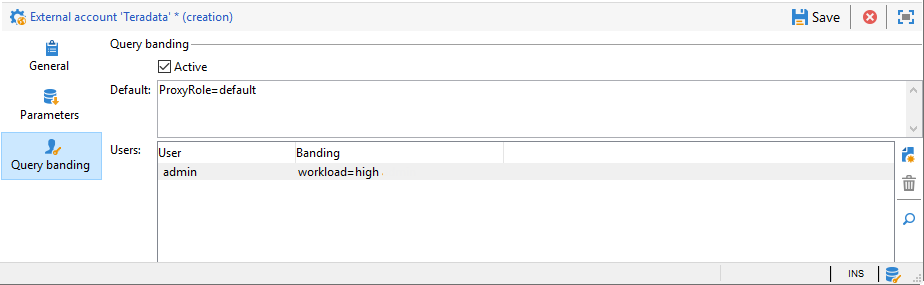 External account 'Teradata' * (creation)
Save
General
Parameters
Query banding
Query banding
Active
Default:
ProxyRole=default
Users:
User Banding
admin workload=high
INS